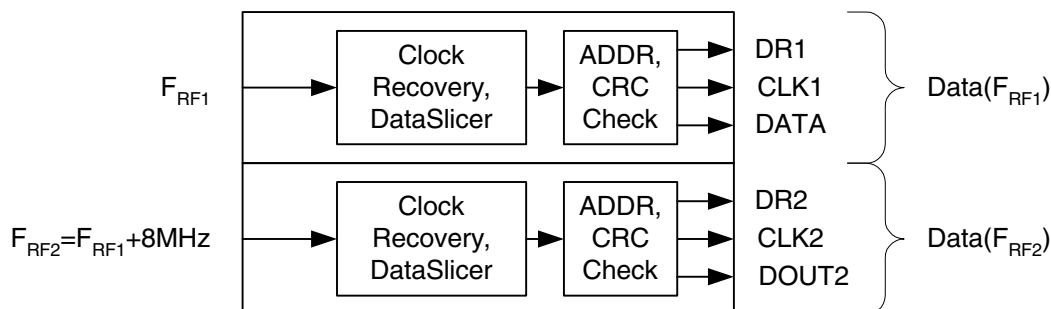 F_RF1
Clock
Recovery,
DataSlicer
ADDR,
CRC
Check
DR1
CLK1
DATA
Data(F_RF1)
F_RF2=F_RF1+8MHz
Clock
Recovery,
DataSlicer
ADDR,
CRC
Check
DR2
CLK2
DOUT2
Data(F_RF2)